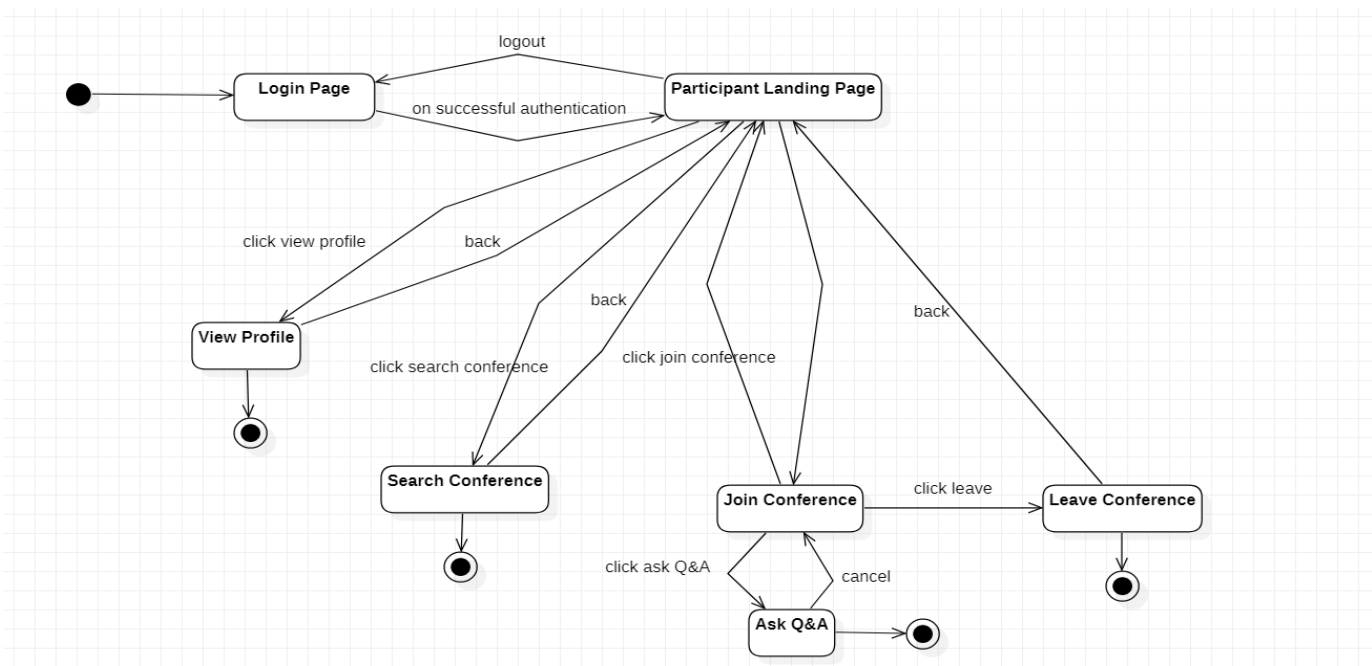 logout
Login Page
Participant Landing Page
on successful authentication
click view profile
back
back
back
View Profile
click search conference
click join conference
Search Conference
Join Conference
click leave
Leave Conference
click ask Q&A
cancel
Ask Q&A